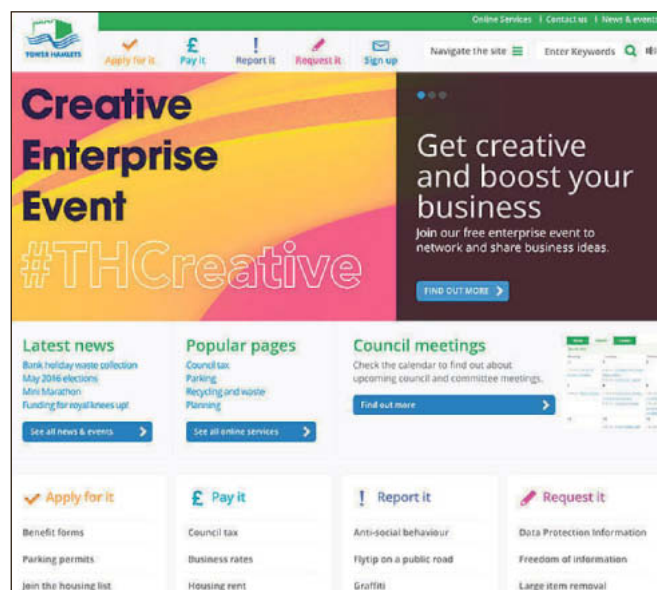 Online Services | Contact us | News & events
TOWER HAMLETS
Apply for it
Pay it
Report it
Request it
Sign up
Navigate the site
Enter Keywords
Creative
Enterprise
Event
#THCreative
Get creative
and boost your
business
Join our free enterprise event to
network and share business ideas.
FIND OUT MORE
Latest news
Bank holiday waste collection
May 2016 elections
Mini Marathon
Funding for royal knees up!
See all news & events
Popular pages
Council tax
Parking
Recycling and waste
Planning
See all online services
Council meetings
Check the calendar to find out about
upcoming council and committee meetings.
Find out more
Apply for it
Benefit forms
Parking permits
Join the housing list
£ Pay it
Council tax
Business rates
Housing rent
! Report it
Anti-social behaviour
Flytip on a public road
Graffiti
Request it
Data Protection Information
Freedom of information
Large item removal